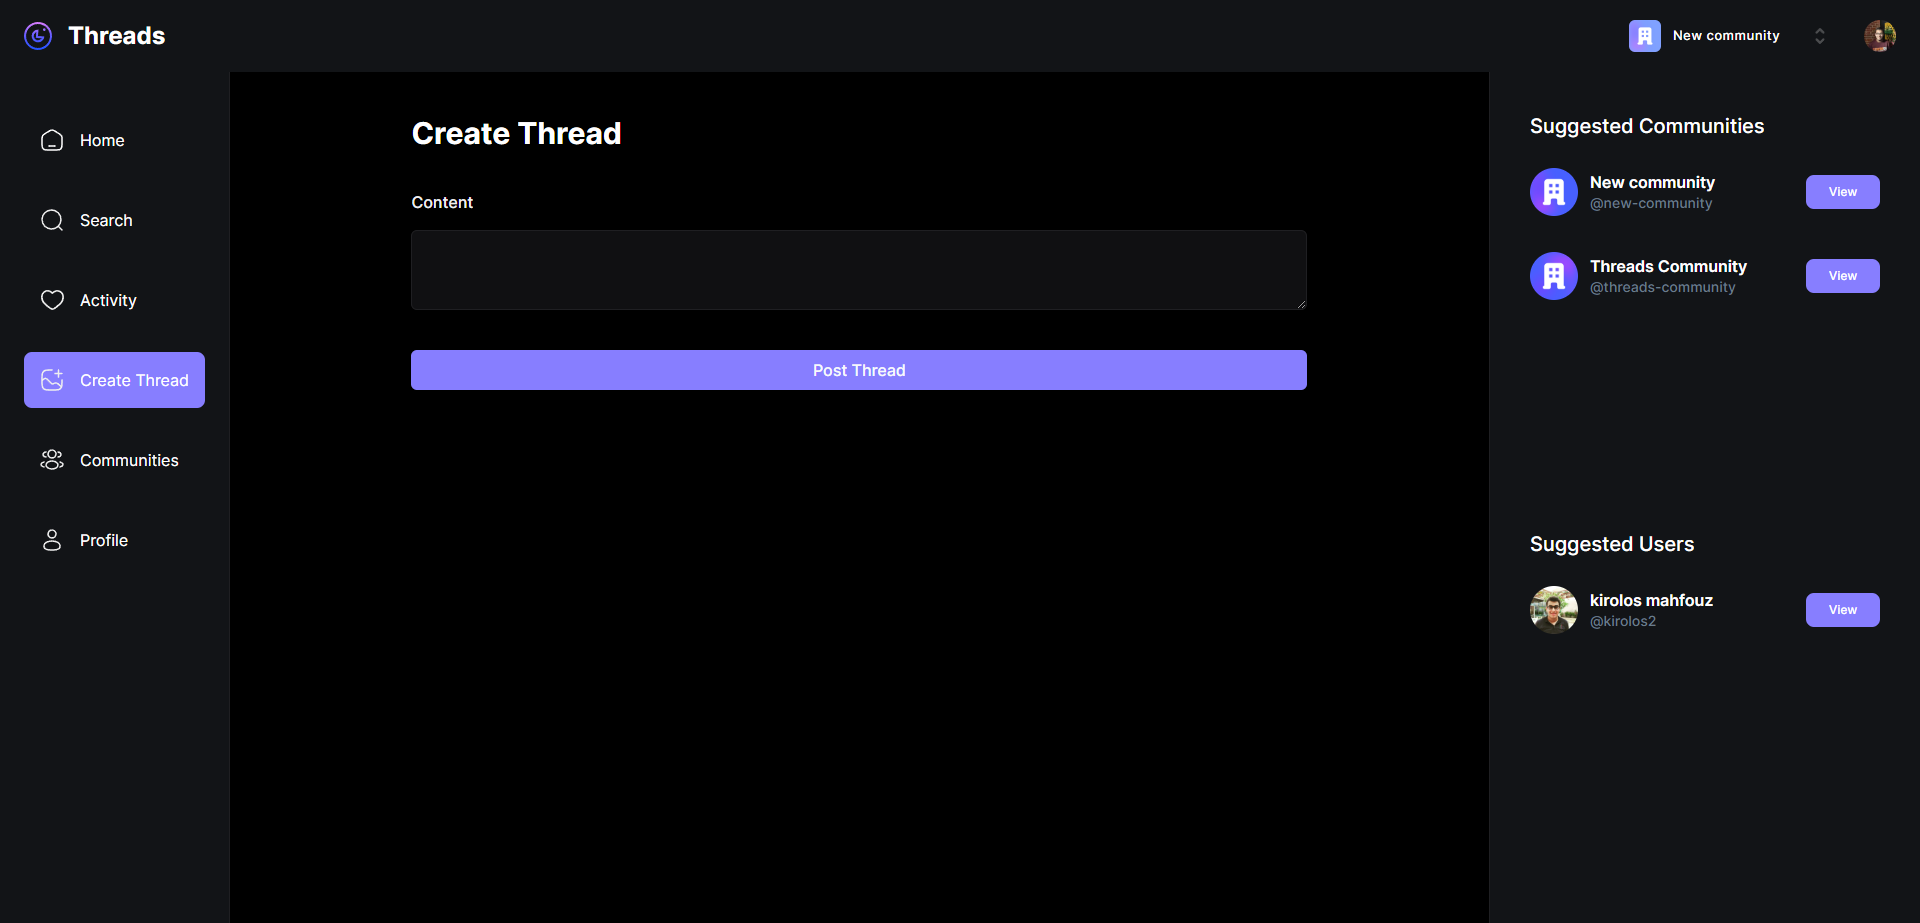 Threads
New community
Home
Search
Activity
Create Thread
Communities
Profile
Create Thread
Content
Post Thread
Suggested Communities
New community
@new-community
View
Threads Community
@threads-community
View
Suggested Users
kirolos mahfouz
@kirolos2
View